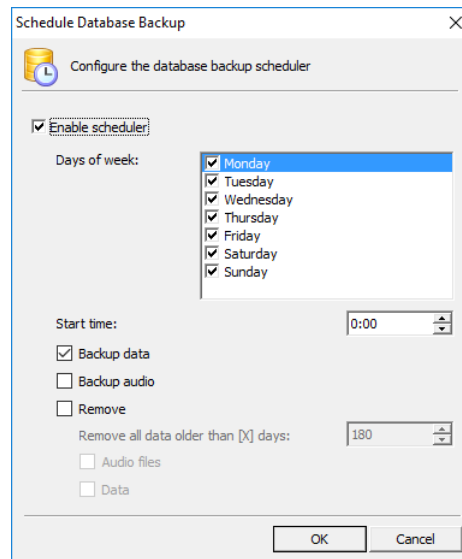 Schedule Database Backup
Configure the database backup scheduler
Enable scheduler
Days of week:
Monday
Tuesday
Wednesday
Thursday
Friday
Saturday
Sunday
Start time: 0:00
Backup data
Backup audio
Remove
Remove all data older than [X] days: 180
Audio files
Data
OK Cancel